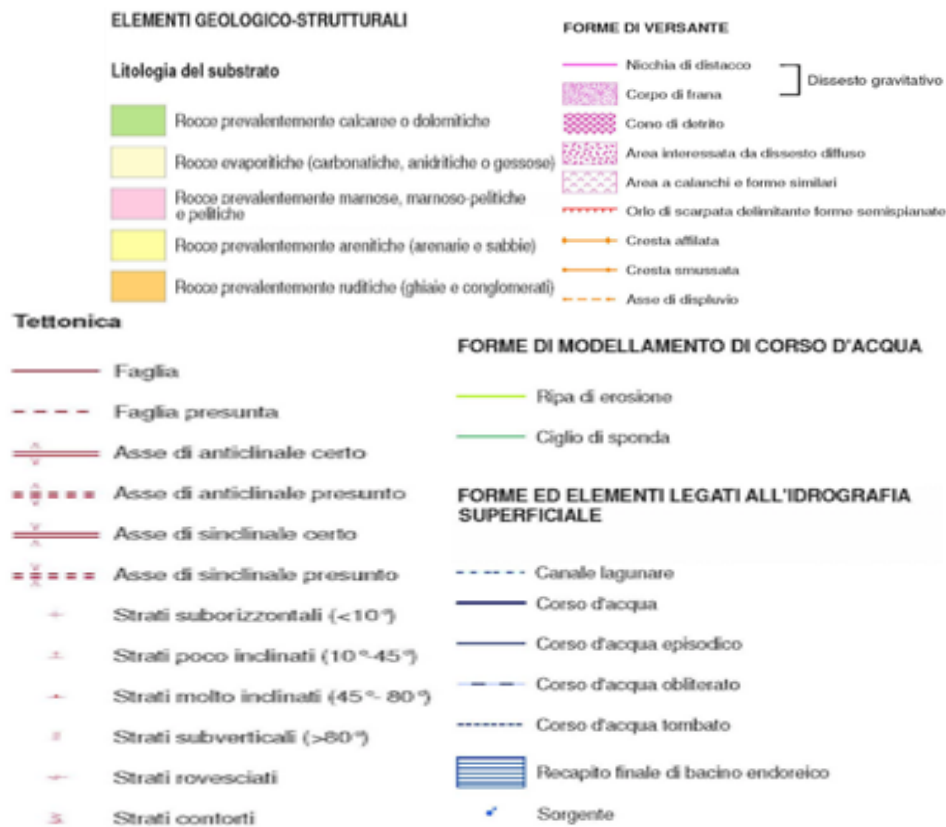 ELEMENTI GEOLOGICO-STRUTTURALI
Litologia del substrato
Rocce prevalentemente calcaree o dolomitiche
Rocce evaporitiche (carbonatiche, anidritiche o gessose)
Rocce prevalentemente marnose, marnoso-pelitiche
e pelitiche
Rocce prevalentemente arenitiche (arenarie e sabbie)
Rocce prevalentemente ruditiche (ghiaie e conglomerati)
Tettonica
Faglia
Faglia presunta
Asse di anticlinale certo
Asse di anticlinale presunto
Asse di sinclinale certo
Asse di sinclinale presunto
Strati suborizzontali (<10°)
Strati poco inclinati (10°-45°)
Strati molto inclinati (45°- 80°)
Strati subverticali (>80°)
Strati rovesciati
Strati contorti
FORME DI VERSANTE
Nicchia di distacco
Corpo di frana
Dissesto gravitativo
Cono di detrito
Area interessata da dissesto diffuso
Area a calanchi e forme similari
Orlo di scarpata delimitante forme semispianate
Cresta affilata
Cresta smussata
Asse di displuvio
FORME DI MODELLAMENTO DI CORSO D'ACQUA
Ripa di erosione
Ciglio di sponda
FORME ED ELEMENTI LEGATI ALL'IDROGRAFIA
SUPERFICIALE
Canale lagunare
Corso d'acqua
Corso d'acqua episodico
Corso d'acqua obliterato
Corso d'acqua tombato
Recapito finale di bacino endoreico
Sorgente